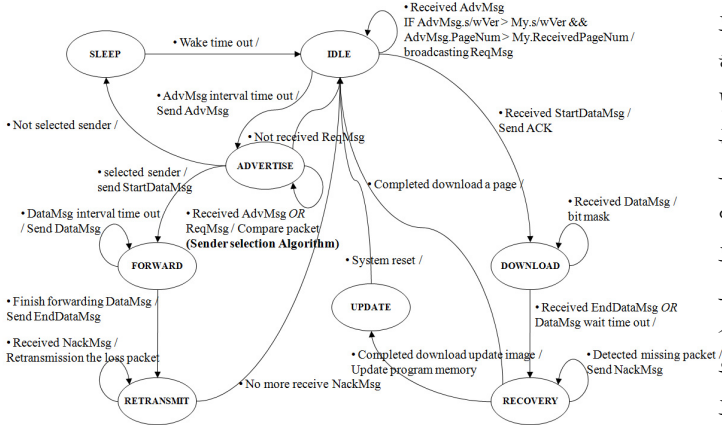 • Received AdvMsg
IF AdvMsg.s/wVer > My.s/wVer &&
AdvMsg.PageNum > My.ReceivedPageNum /
broadcasting ReqMsg
SLEEP
• Wake time out /
IDLE
• AdvMsg interval time out /
Send AdvMsg
• Received StartDataMsg /
Send ACK
• Not selected sender /
• Not received ReqMsg
ADVERTISE
• selected sender /
send StartDataMsg
• Completed download a page /
• DataMsg interval time out
/ Send DataMsg
• Received AdvMsg OR
ReqMsg / Compare packet
(Sender selection Algorithm)
• Received DataMsg /
bit mask
FORWARD
• System reset /
DOWNLOAD
• Finish forwarding DataMsg /
Send EndDataMsg
UPDATE
• Received EndDataMsg OR
DataMsg wait time out /
• Received NackMsg /
Retransmission the loss packet
• Completed download update image /
Update program memory
• Detected missing packet /
Send NackMsg
• No more receive NackMsg
RETRANSMIT
RECOVERY